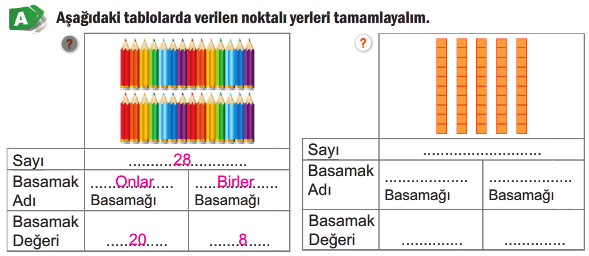 A Aşağıdaki tablolarda verilen noktalı yerleri tamamlayalım.
?
Sayı ..............28..............
Basamak Adı ......Onlar...... Basamağı ......Birler...... Basamağı
Basamak Değeri ......20...... ......8......
?
Sayı ..............................
Basamak Adı .................... Basamağı .................... Basamağı
Basamak Değeri .............. ..............